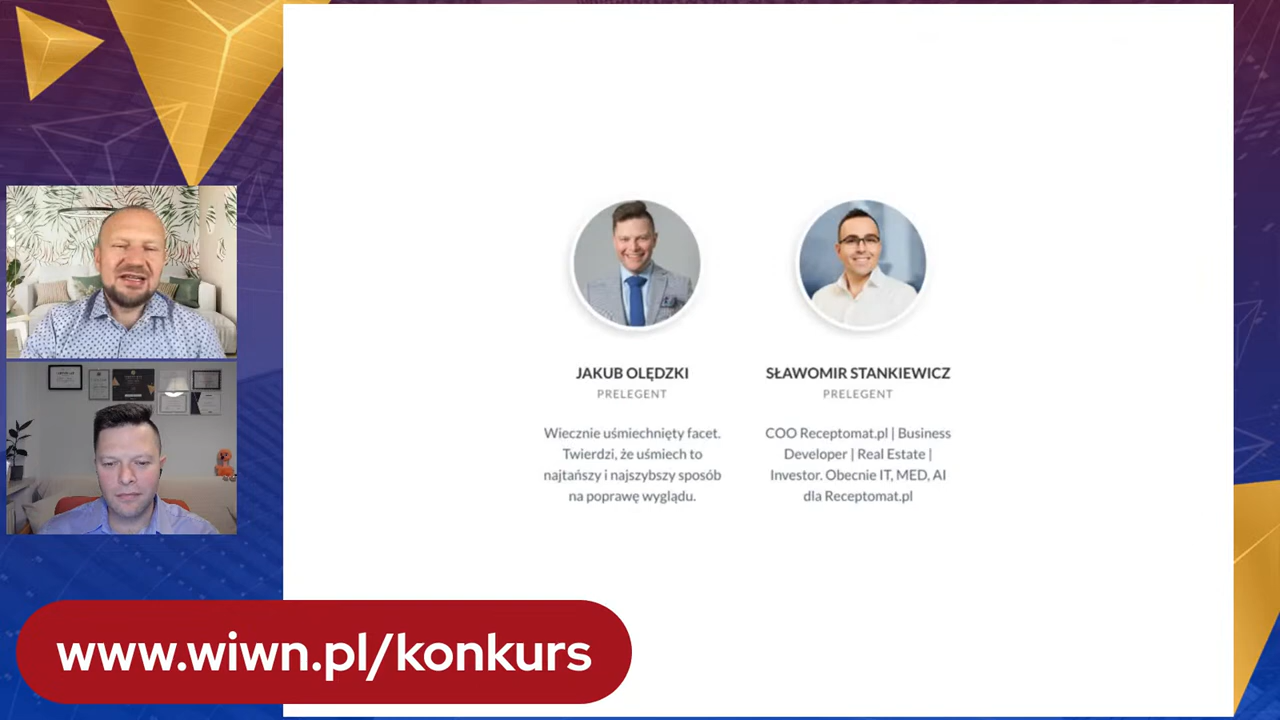 JAKUB OLĘDZKI
PRELEGENT
Wiecznie uśmiechnięty facet.
Twierdzi, że uśmiech to
najtańszy i najszybszy sposób
na poprawę wyglądu.
SŁAWOMIR STANKIEWICZ
PRELEGENT
COO Receptomat.pl | Business
Developer | Real Estate |
Investor. Obecnie IT, MED, AI
dla Receptomat.pl
www.wiwn.pl/konkurs